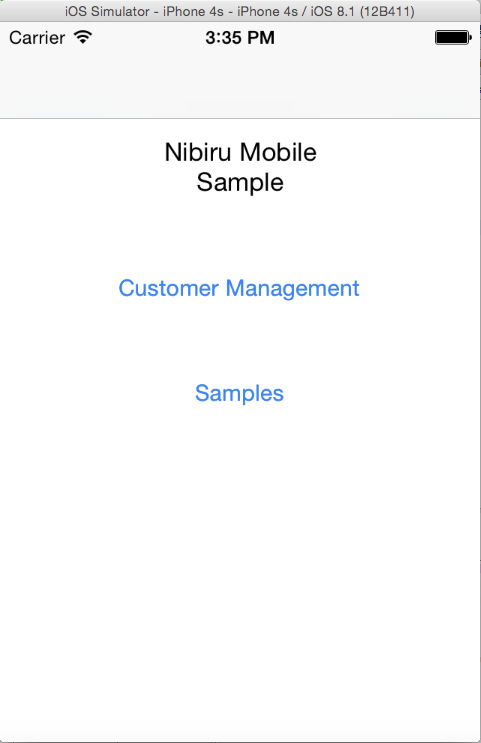 iOS Simulator - iPhone 4s - iPhone 4s / iOS 8.1 (12B411)
Carrier 3:35 PM
Nibiru Mobile
Sample
Customer Management
Samples